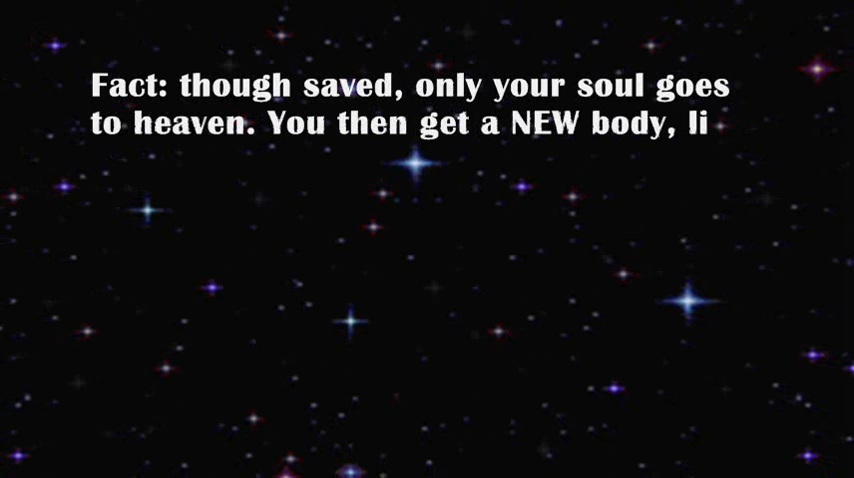 Fact: though saved, only your soul goes
to heaven. You then get a NEW body, li